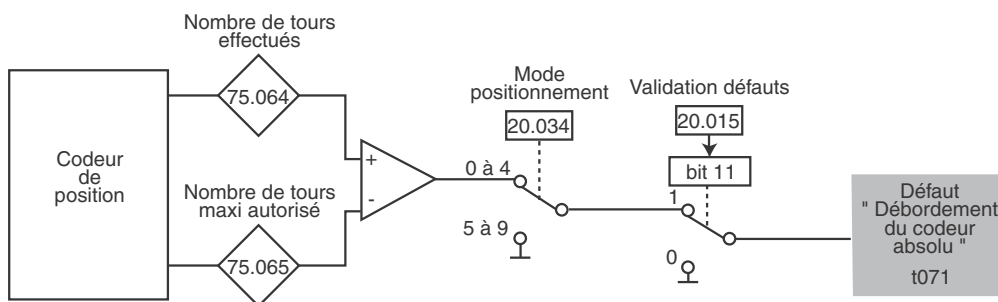 Nombre de tours
effectués
75.064
Codeur
de
position
Nombre de tours
maxi autorisé
75.065
+
-
Mode
positionnement
20.034
0 à 4
5 à 9
Validation défauts
20.015
bit 11
1
0
Défaut
" Débordement
du codeur
absolu "
t071